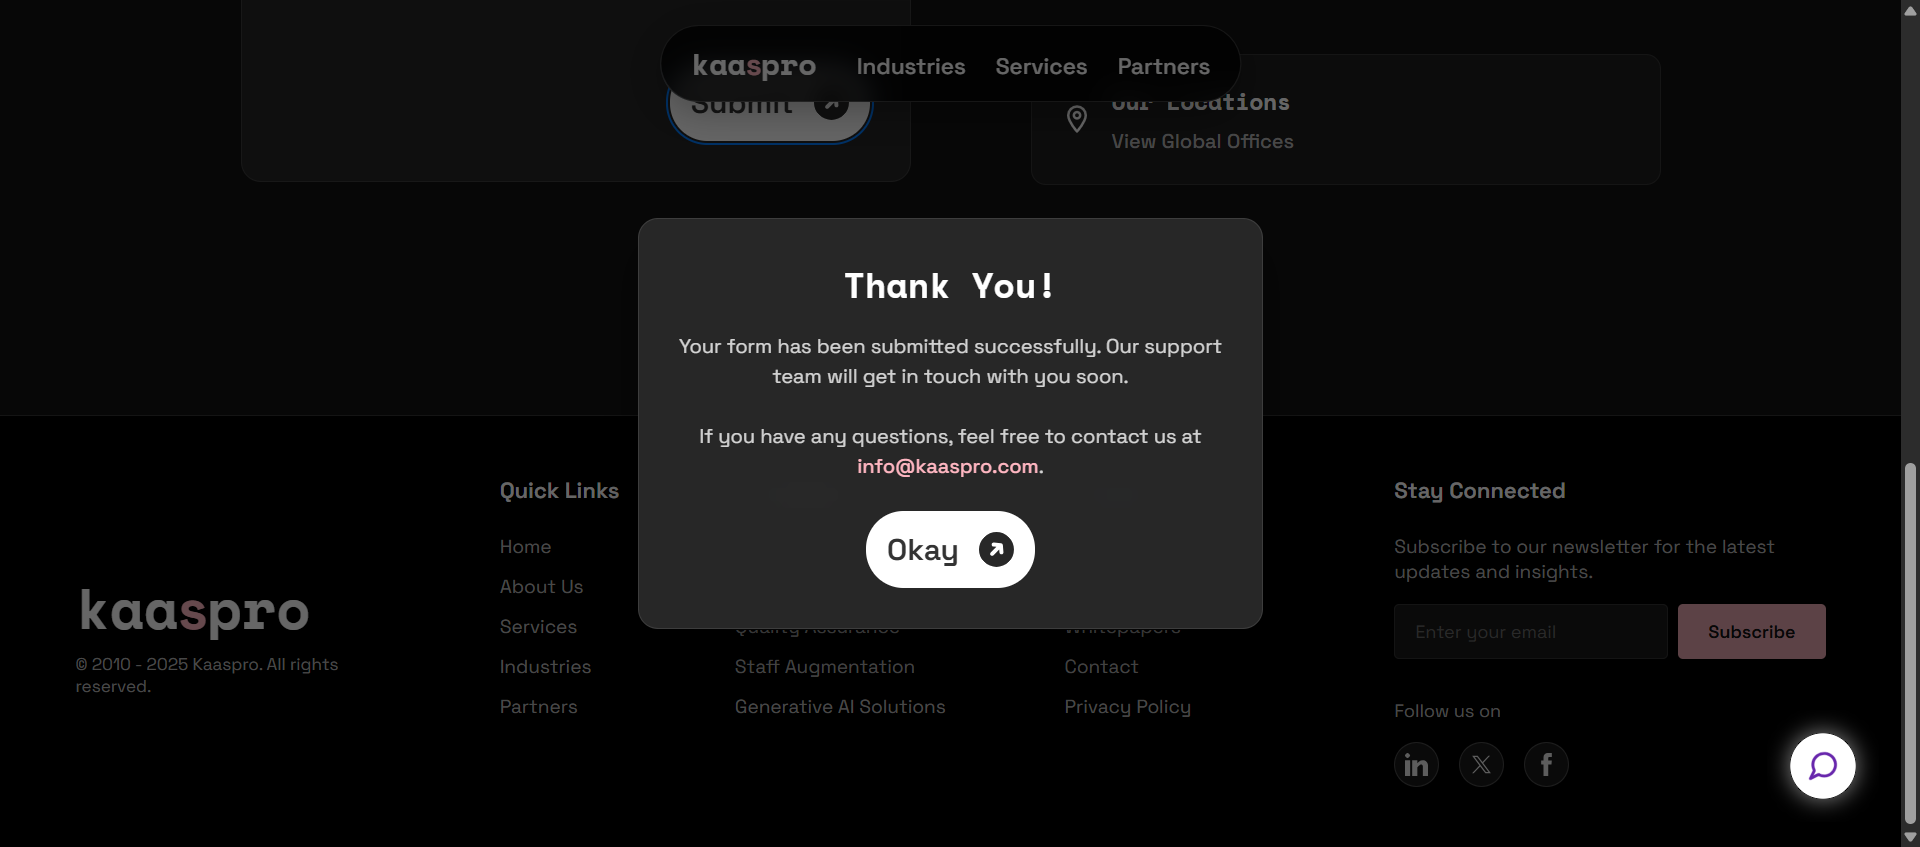 kaaspro
Industries
Services
Partners
Submit
Our Locations
View Global Offices
Thank You!
Your form has been submitted successfully. Our support
team will get in touch with you soon.
If you have any questions, feel free to contact us at
info@kaaspro.com.
Okay
kaaspro
© 2010 - 2025 Kaaspro. All rights
reserved.
Quick Links
Home
About Us
Services
Industries
Partners
Quality Assurance
Staff Augmentation
Generative AI Solutions
Whitepapers
Contact
Privacy Policy
Stay Connected
Subscribe to our newsletter for the latest
updates and insights.
Enter your email
Subscribe
Follow us on